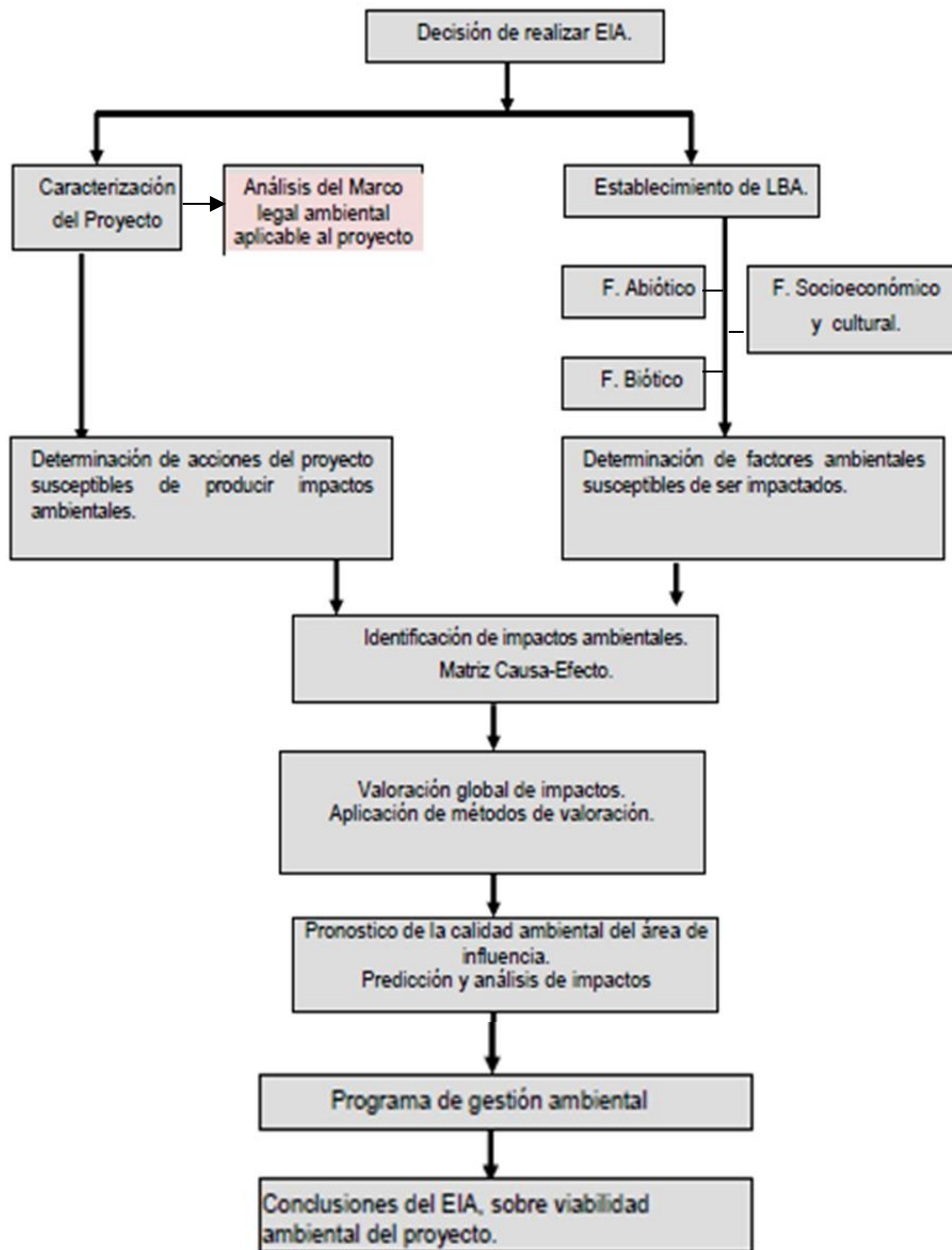 Decisión de realizar EIA.
Caracterización
del Proyecto
Análisis del Marco
legal ambiental
aplicable al proyecto
Establecimiento de LBA.
F. Abiótico
F. Socioeconómico
y cultural.
F. Biótico
Determinación de acciones del proyecto
susceptibles de producir impactos
ambientales.
Determinación de factores ambientales
susceptibles de ser impactados.
Identificación de impactos ambientales.
Matriz Causa-Efecto.
Valoración global de impactos.
Aplicación de métodos de valoración.
Pronostico de la calidad ambiental del área de
influencia.
Predicción y análisis de impactos
Programa de gestión ambiental
Conclusiones del EIA, sobre viabilidad
ambiental del proyecto.